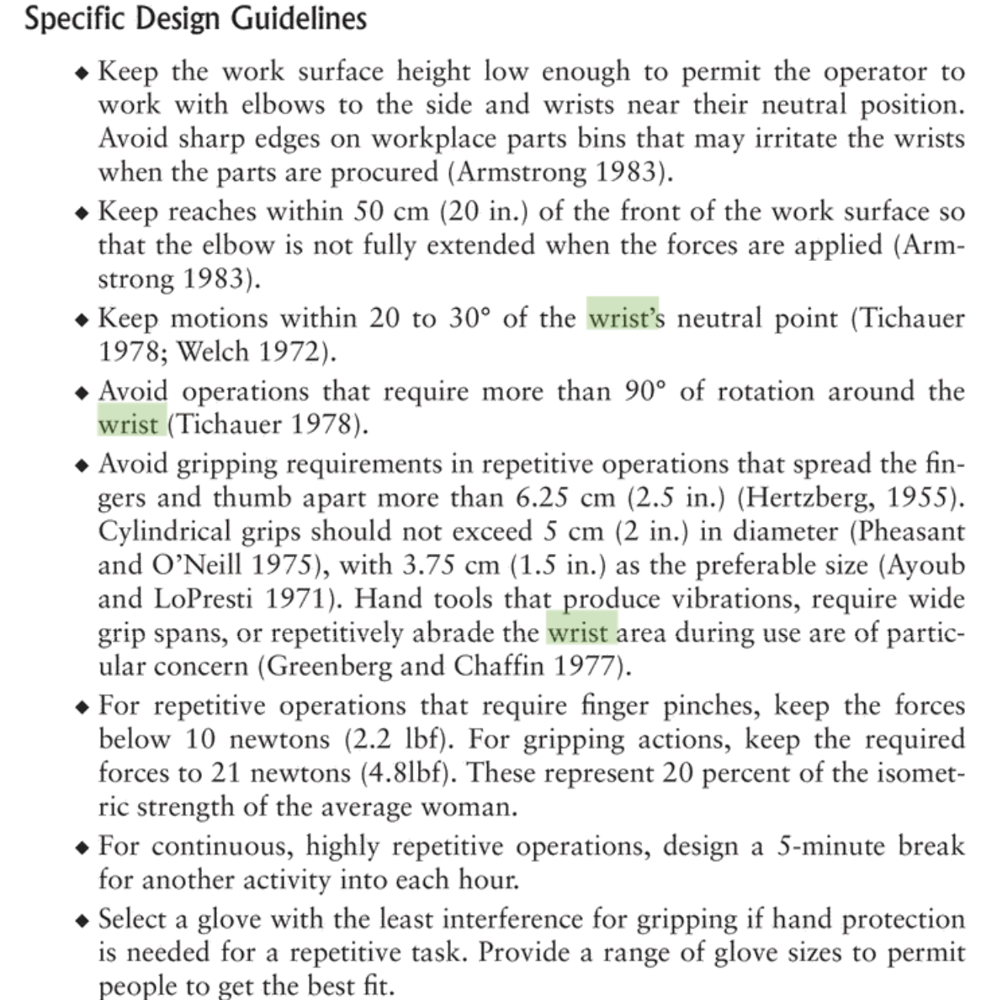 Specific Design Guidelines
◆ Keep the work surface height low enough to permit the operator to
work with elbows to the side and wrists near their neutral position.
Avoid sharp edges on workplace parts bins that may irritate the wrists
when the parts are procured (Armstrong 1983).
◆ Keep reaches within 50 cm (20 in.) of the front of the work surface so
that the elbow is not fully extended when the forces are applied (Arm-
strong 1983).
◆ Keep motions within 20 to 30° of the wrist’s neutral point (Tichauer
1978; Welch 1972).
◆ Avoid operations that require more than 90° of rotation around the
wrist (Tichauer 1978).
◆ Avoid gripping requirements in repetitive operations that spread the fin-
gers and thumb apart more than 6.25 cm (2.5 in.) (Hertzberg, 1955).
Cylindrical grips should not exceed 5 cm (2 in.) in diameter (Pheasant
and O’Neill 1975), with 3.75 cm (1.5 in.) as the preferable size (Ayoub
and LoPresti 1971). Hand tools that produce vibrations, require wide
grip spans, or repetitively abrade the wrist area during use are of partic-
ular concern (Greenberg and Chaffin 1977).
◆ For repetitive operations that require finger pinches, keep the forces
below 10 newtons (2.2 lbf). For gripping actions, keep the required
forces to 21 newtons (4.8lbf). These represent 20 percent of the isomet-
ric strength of the average woman.
◆ For continuous, highly repetitive operations, design a 5-minute break
for another activity into each hour.
◆ Select a glove with the least interference for gripping if hand protection
is needed for a repetitive task. Provide a range of glove sizes to permit
people to get the best fit.